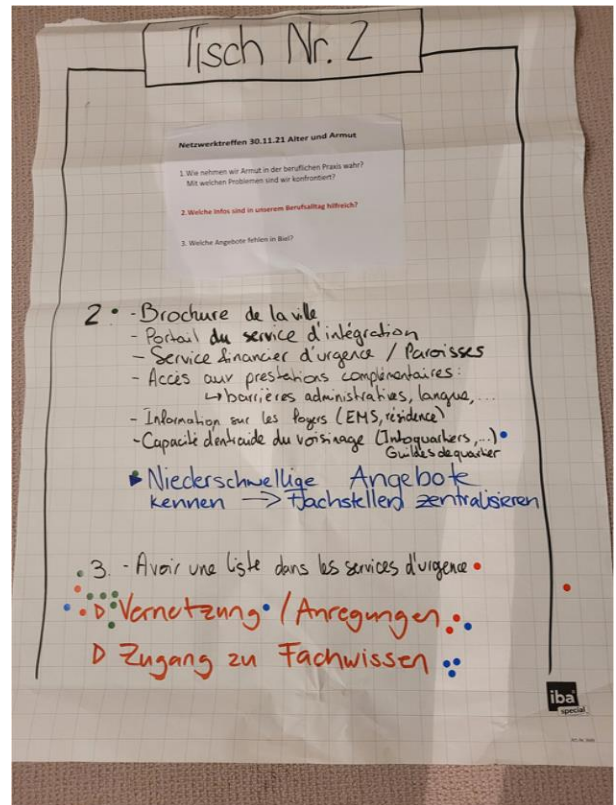 Tisch Nr. 2
Netzwerktreffen 30.11.21 Alter und Armut
1. Wie nehmen wir Armut in der beruflichen Praxis wahr?
Mit welchen Problemen sind wir konfrontiert?
2. Welche Infos sind in unserem Berufsalltag hilfreich?
3. Welche Angebote fehlen in Biel?
2. - Brochure de la ville
- Portail du service d'intégration
- Service financier d'urgence / Paroisses
- Accès aux prestations complémentaires:
↳ barrières administratives, langue,...
- Information sur les foyers (EMS, résidence)
- Capacité d'entraide du voisinage (Infoquartiers,...)
Guildes de quartier
Niederschwellige Angebote
kennen → Fachstellen zentralisieren
3. - Avoir une liste dans les services d'urgence
Vernetzung / Anregungen
Zugang zu Fachwissen
iba
special